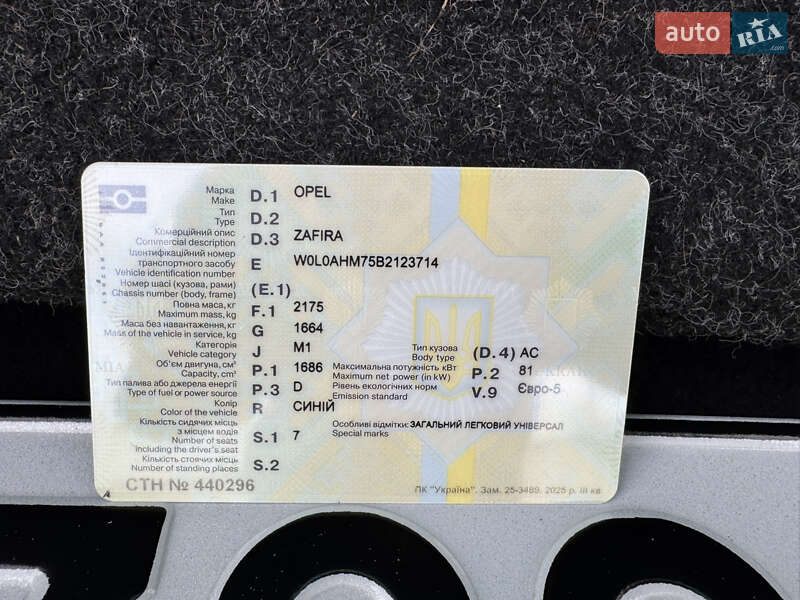 auto RIA
Марка D.1 OPEL
Make
Тип D.2
Type
Комерційний опис D.3 ZAFIRA
Commercial description
Ідентифікаційний номер
транспортного засобу E W0L0AHM75B2123714
Vehicle identification number
Номер шасі (кузова, рами) (E.1)
Chassis number (body, frame)
Повна маса, кг F.1 2175
Maximum mass, kg
Маса без навантаження, кг G 1664
Mass of the vehicle in service, kg
Категорія J M1 Тип кузова (D.4) AC
Vehicle category Body type
Об'єм двигуна, см³ P.1 1686 Максимальна потужність кВт P.2 81
Capacity, cm³ Maximum net power (in kW)
Тип палива або джерела енергії P.3 D Рівень екологічних норм V.9 Євро-5
Type of fuel or power source Emission standard
Колір R СИНІЙ
Color of the vehicle
Кількість сидячих місць Особливі відмітки: ЗАГАЛЬНИЙ ЛЕГКОВИЙ УНІВЕРСАЛ
з місцем водія S.1 7 Special marks
Number of seats
including the driver's seat
Кількість стоячих місць S.2
Number of standing places
СТН № 440296 ПК "Україна". Зам. 25-3489. 2025 р. III кв.